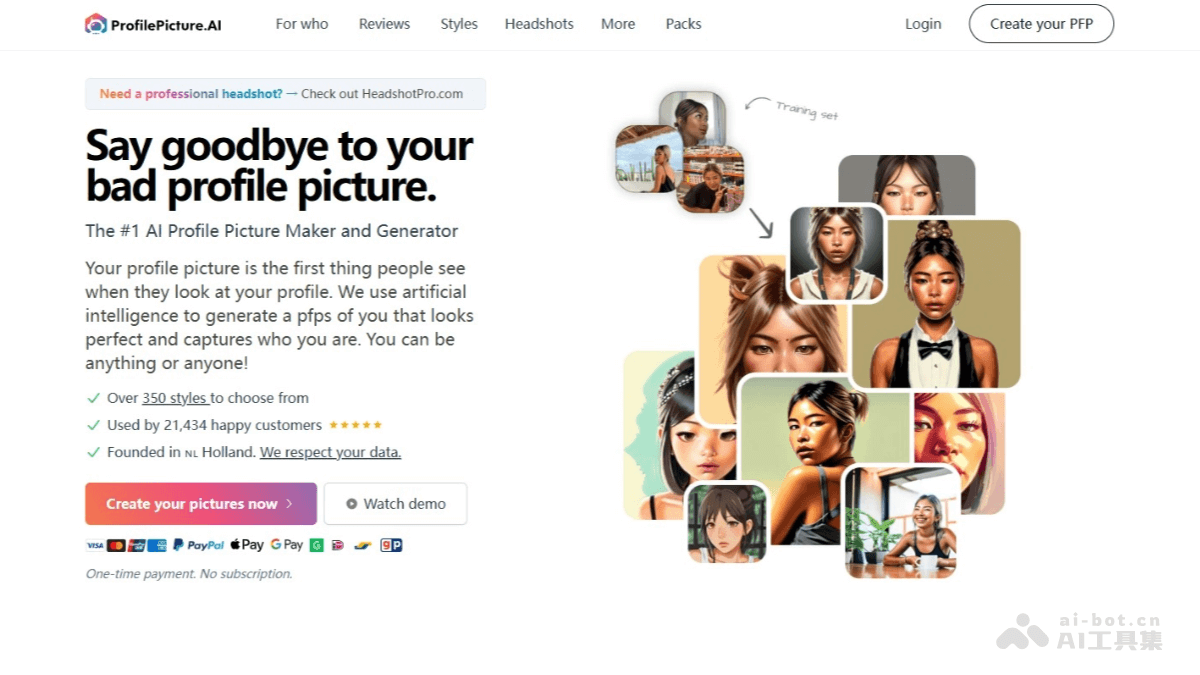 ProfilePicture.AI
For who
Reviews
Styles
Headshots
More
Packs
Login
Create your PFP
Need a professional headshot? → Check out HeadshotPro.com
Say goodbye to your
bad profile picture.
The #1 AI Profile Picture Maker and Generator
Your profile picture is the first thing people see
when they look at your profile. We use artificial
intelligence to generate a pfps of you that looks
perfect and captures who you are. You can be
anything or anyone!
Over 350 styles to choose from
Used by 21,434 happy customers
Founded in NL Holland. We respect your data.
Create your pictures now
Watch demo
VISA PayPal Pay G Pay
One-time payment. No subscription.
Training set
ai-bot.cn
AI工具集